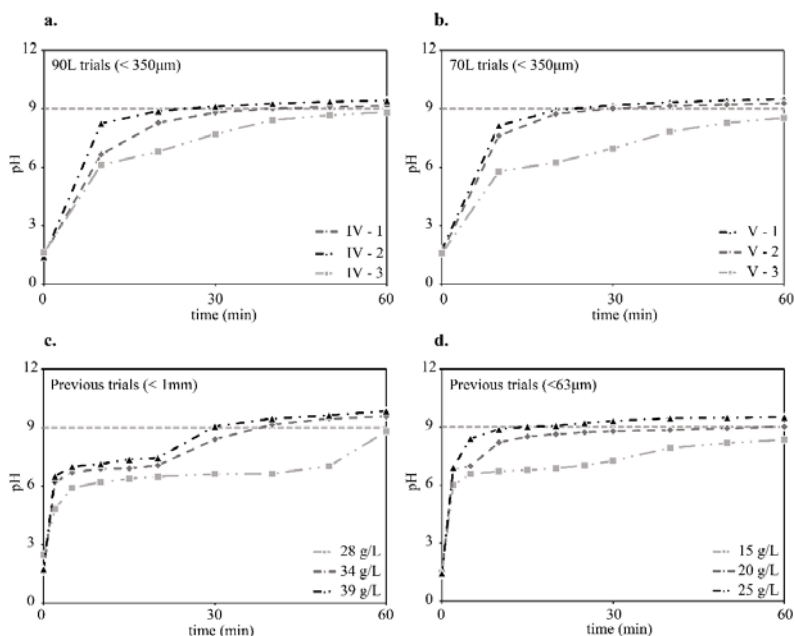 a.
90L trials (< 350μm)
12
9
6
3
0
pH
IV - 1
IV - 2
IV - 3
0
30
60
time (min)
b.
70L trials (< 350μm)
12
9
6
3
0
pH
V - 1
V - 2
V - 3
0
30
60
time (min)
c.
Previous trials (< 1mm)
12
9
6
3
0
pH
28 g/L
34 g/L
39 g/L
0
30
60
time (min)
d.
Previous trials (<63μm)
12
9
6
3
0
pH
15 g/L
20 g/L
25 g/L
0
30
60
time (min)